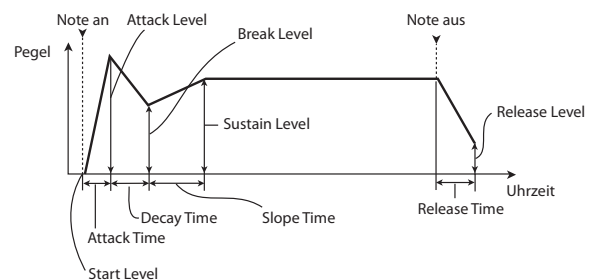 Note an
Attack Level
Note aus
Break Level
Pegel
Release Level
Sustain Level
Uhrzeit
Decay Time
Slope Time
Release Time
Attack Time
Start Level